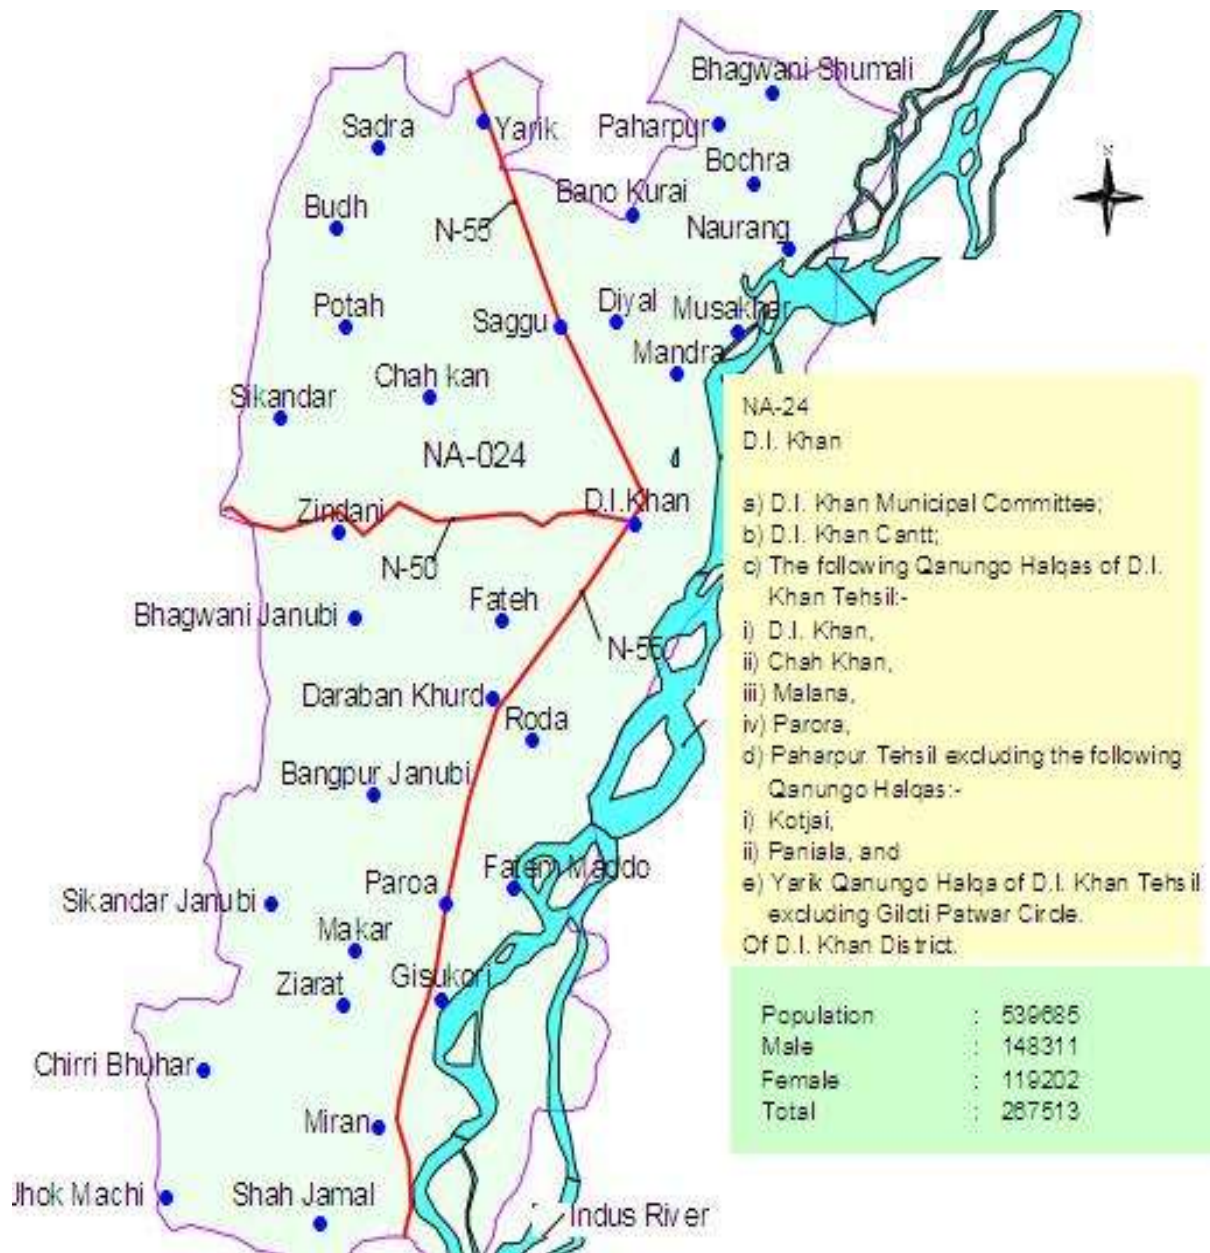 Bhagwani Shumali
Sadra
Yarik
Paharpur
Bochra
Budh
Bano Kurai
N-55
Naurang
Potah
Saggu
Diyal
Musakhar
Mandra
Chah kan
Sikandar
NA-024
Zindani
D.I.Khan
N-50
Bhagwani Janubi
Fateh
N-55
Daraban Khurd
Roda
Bangpur Janubi
Paroa
Fatem Maddo
Sikandar Janubi
Makar
Ziarat
Gisukori
Chirri Bhuhar
Miran
Jhok Machi
Shah Jamal
Indus River
N
NA-24
D.I. Khan
a) D.I. Khan Municipal Committee;
b) D.I. Khan Cantt;
c) The following Qanungo Halqas of D.I.
Khan Tehsil:-
i) D.I. Khan,
ii) Chah Khan,
iii) Malana,
iv) Parora,
d) Paharpur Tehsil excluding the following
Qanungo Halqas:-
i) Kotjai,
ii) Paniala, and
e) Yarik Qanungo Halqa of D.I. Khan Tehsil
excluding Giloti Patwar Circle.
Of D.I. Khan District.
Population : 539685
Male : 148311
Female : 119202
Total : 267513